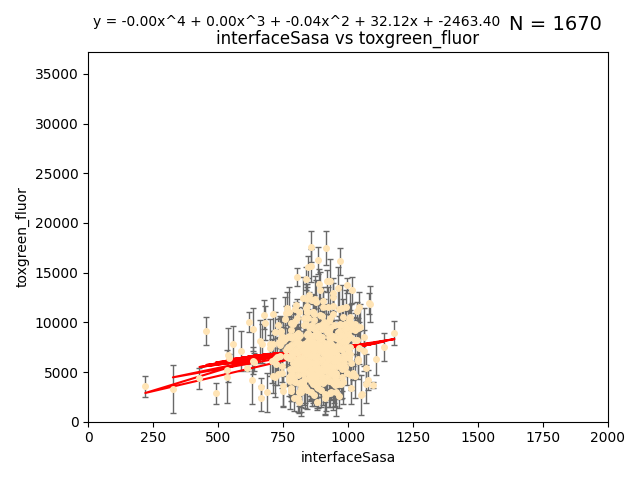 y = -0.00x^4 + 0.00x^3 + -0.04x^2 + 32.12x + -2463.40 N = 1670
interfaceSasa vs toxgreen_fluor
35000
30000
25000
20000
15000
10000
5000
0
toxgreen_fluor
0 250 500 750 1000 1250 1500 1750 2000
interfaceSasa